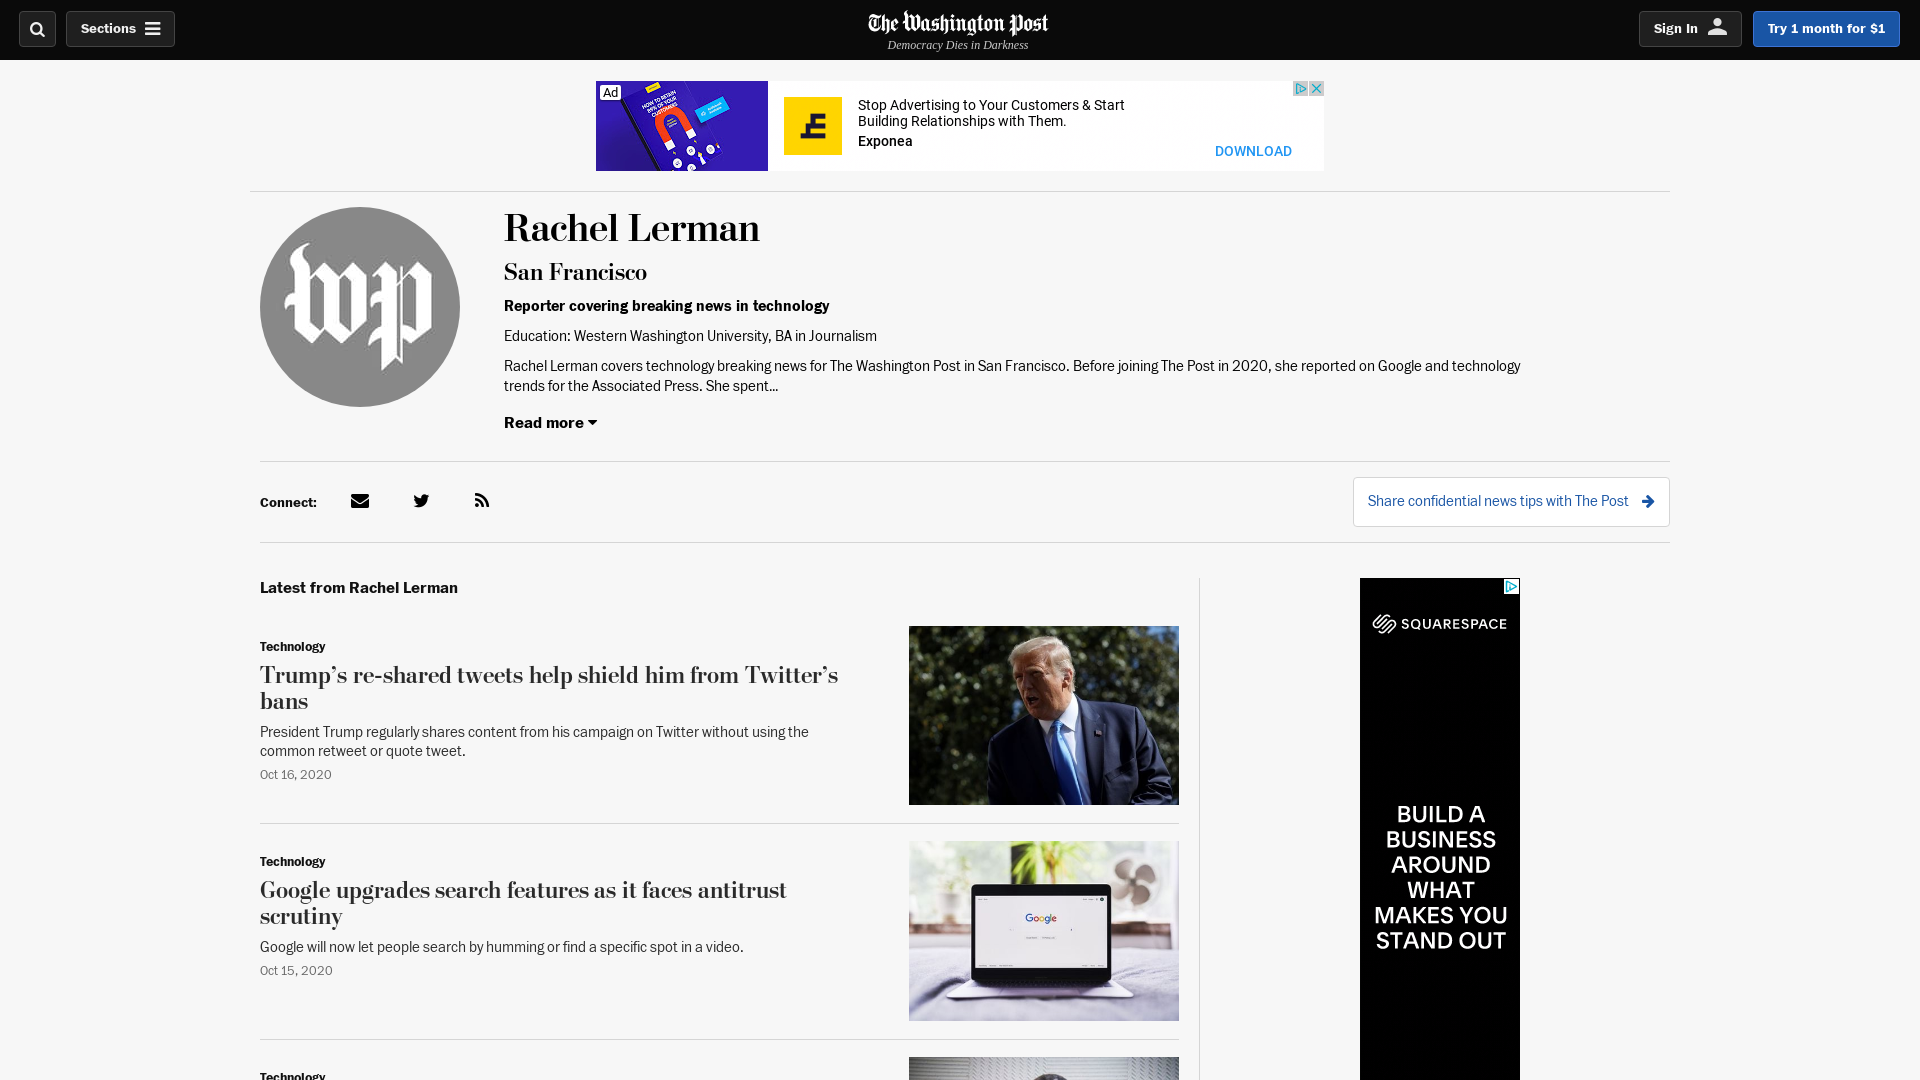 Sections
The Washington Post
Democracy Dies in Darkness
Sign In
Try 1 month for $1
Ad
Stop Advertising to Your Customers & Start
Building Relationships with Them.
Exponea
DOWNLOAD
Rachel Lerman
San Francisco
Reporter covering breaking news in technology
Education: Western Washington University, BA in Journalism
Rachel Lerman covers technology breaking news for The Washington Post in San Francisco. Before joining The Post in 2020, she reported on Google and technology
trends for the Associated Press. She spent...
Read more
Connect:
Share confidential news tips with The Post
Latest from Rachel Lerman
Technology
Trump’s re-shared tweets help shield him from Twitter’s
bans
President Trump regularly shares content from his campaign on Twitter without using the
common retweet or quote tweet.
Oct 16, 2020
Technology
Google upgrades search features as it faces antitrust
scrutiny
Google will now let people search by humming or find a specific spot in a video.
Oct 15, 2020
Google
Technology
SQUARESPACE
BUILD A
BUSINESS
AROUND
WHAT
MAKES YOU
STAND OUT